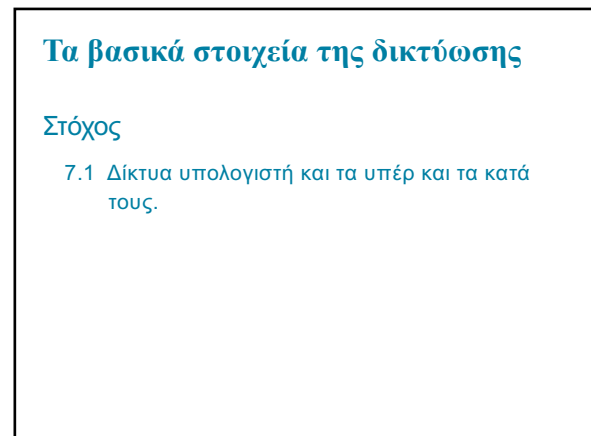 Τα βασικά στοιχεία της δικτύωσης
Στόχος
7.1 Δίκτυα υπολογιστή και τα υπέρ και τα κατά
τους.